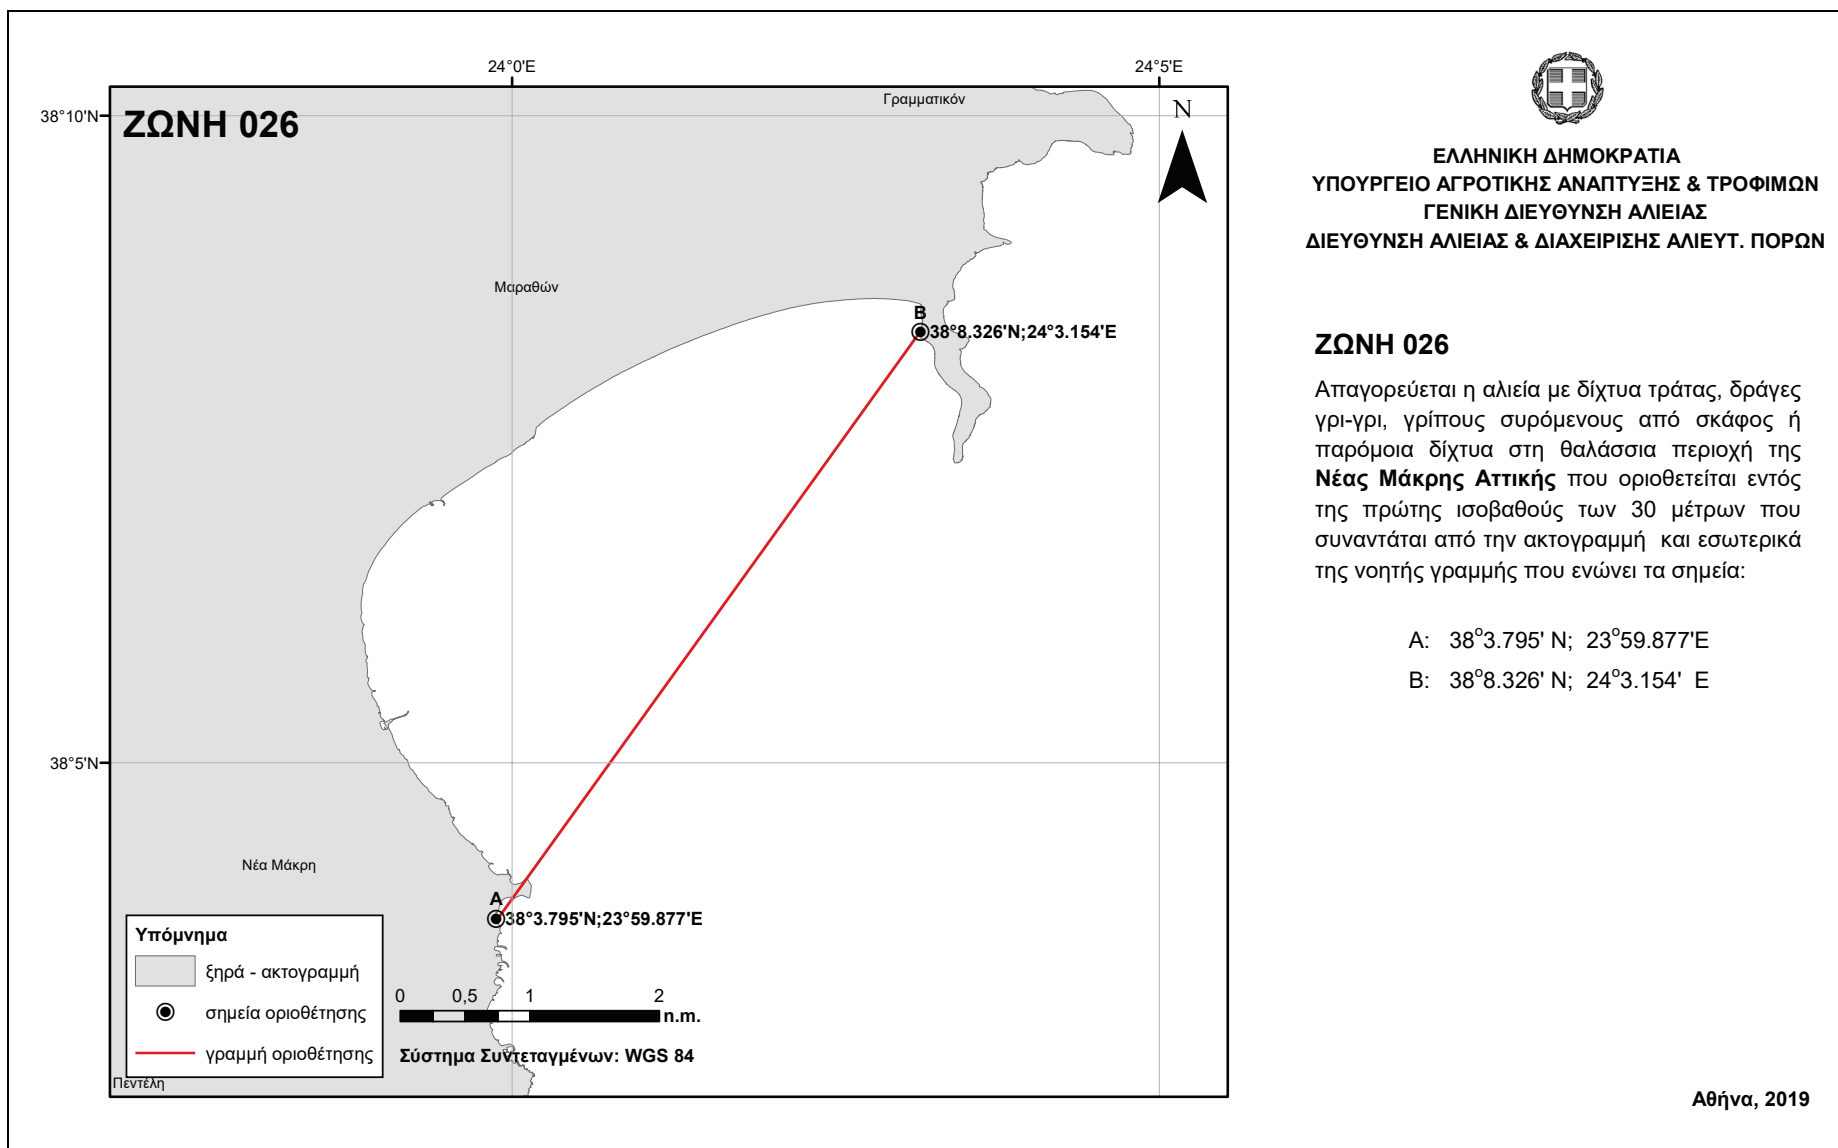 24°0'E
24°5'E
38°10'N
38°5'N
ΖΩΝΗ 026
Γραμματικόν
N
Μαραθών
B
38°8.326'N;24°3.154'E
Νέα Μάκρη
A
38°3.795'N;23°59.877'E
Υπόμνημα
ξηρά - ακτογραμμή
σημεία οριοθέτησης
γραμμή οριοθέτησης
0 0,5 1 2
n.m.
Σύστημα Συντεταγμένων: WGS 84
Πεντέλη
ΕΛΛΗΝΙΚΗ ΔΗΜΟΚΡΑΤΙΑ
ΥΠΟΥΡΓΕΙΟ ΑΓΡΟΤΙΚΗΣ ΑΝΑΠΤΥΞΗΣ & ΤΡΟΦΙΜΩΝ
ΓΕΝΙΚΗ ΔΙΕΥΘΥΝΣΗ ΑΛΙΕΙΑΣ
ΔΙΕΥΘΥΝΣΗ ΑΛΙΕΙΑΣ & ΔΙΑΧΕΙΡΙΣΗΣ ΑΛΙΕΥΤ. ΠΟΡΩΝ
ΖΩΝΗ 026
Απαγορεύεται η αλιεία με δίχτυα τράτας, δράγες
γρι-γρι, γρίπους συρόμενους από σκάφος ή
παρόμοια δίχτυα στη θαλάσσια περιοχή της
Νέας Μάκρης Αττικής που οριοθετείται εντός
της πρώτης ισοβαθούς των 30 μέτρων που
συναντάται από την ακτογραμμή και εσωτερικά
της νοητής γραμμής που ενώνει τα σημεία:
Α: 38°3.795' N; 23°59.877'E
Β: 38°8.326' N; 24°3.154' E
Αθήνα, 2019